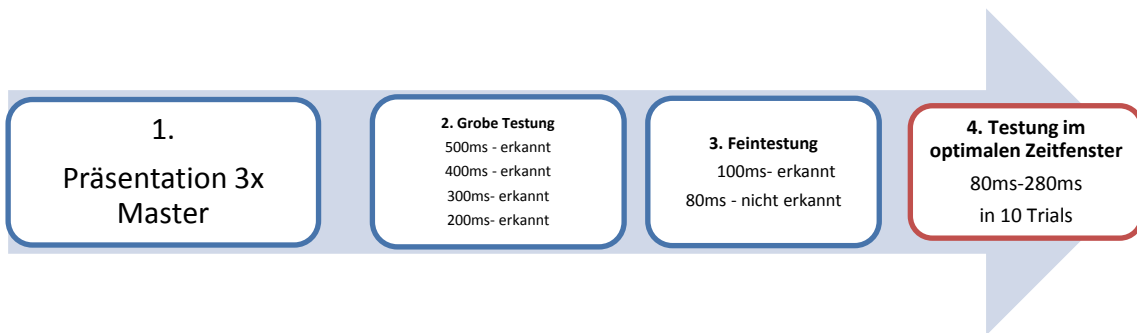 1.
Präsentation 3x
Master
2. Grobe Testung
500ms - erkannt
400ms - erkannt
300ms- erkannt
200ms- erkannt
3. Feintestung
100ms- erkannt
80ms - nicht erkannt
4. Testung im
optimalen Zeitfenster
80ms-280ms
in 10 Trials